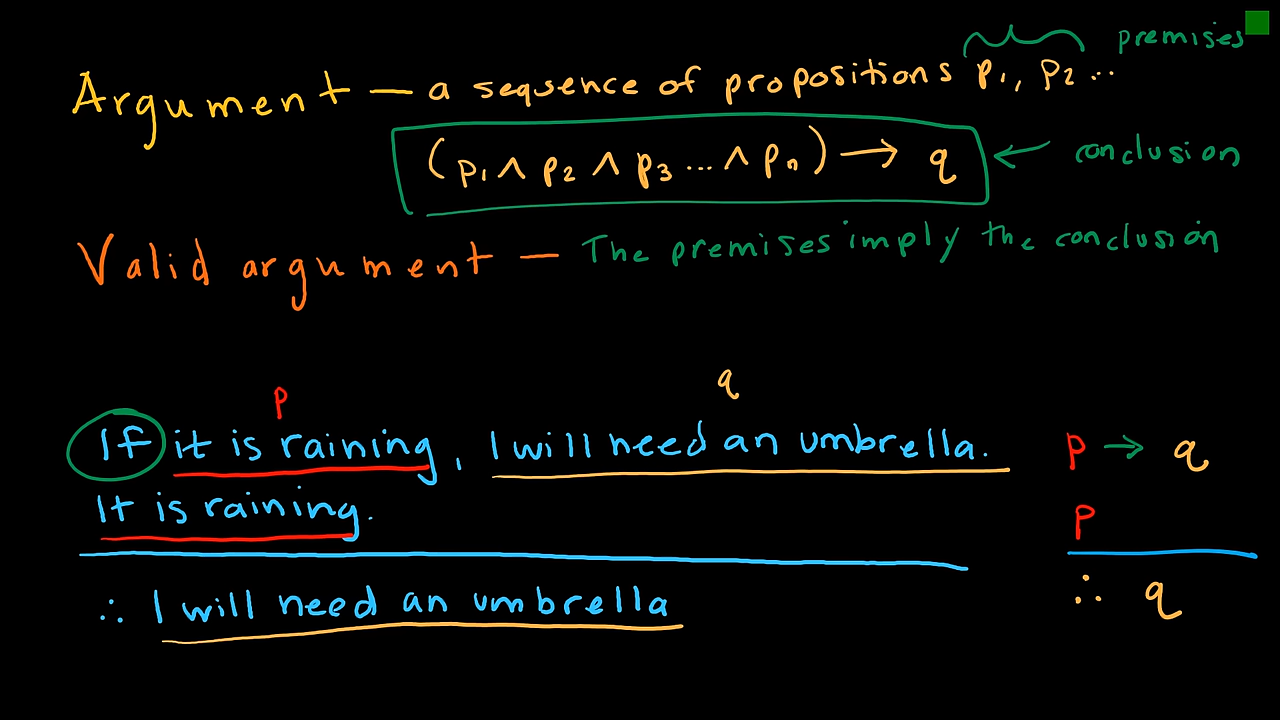 premises
Argument — a sequence of propositions p₁, p₂ ...
(p₁ ∧ p₂ ∧ p₃ ... ∧ pₙ) → q ← conclusion
Valid argument — The premises imply the conclusion
p q
If it is raining, I will need an umbrella. p → q
It is raining. p
∴ I will need an umbrella ∴ q